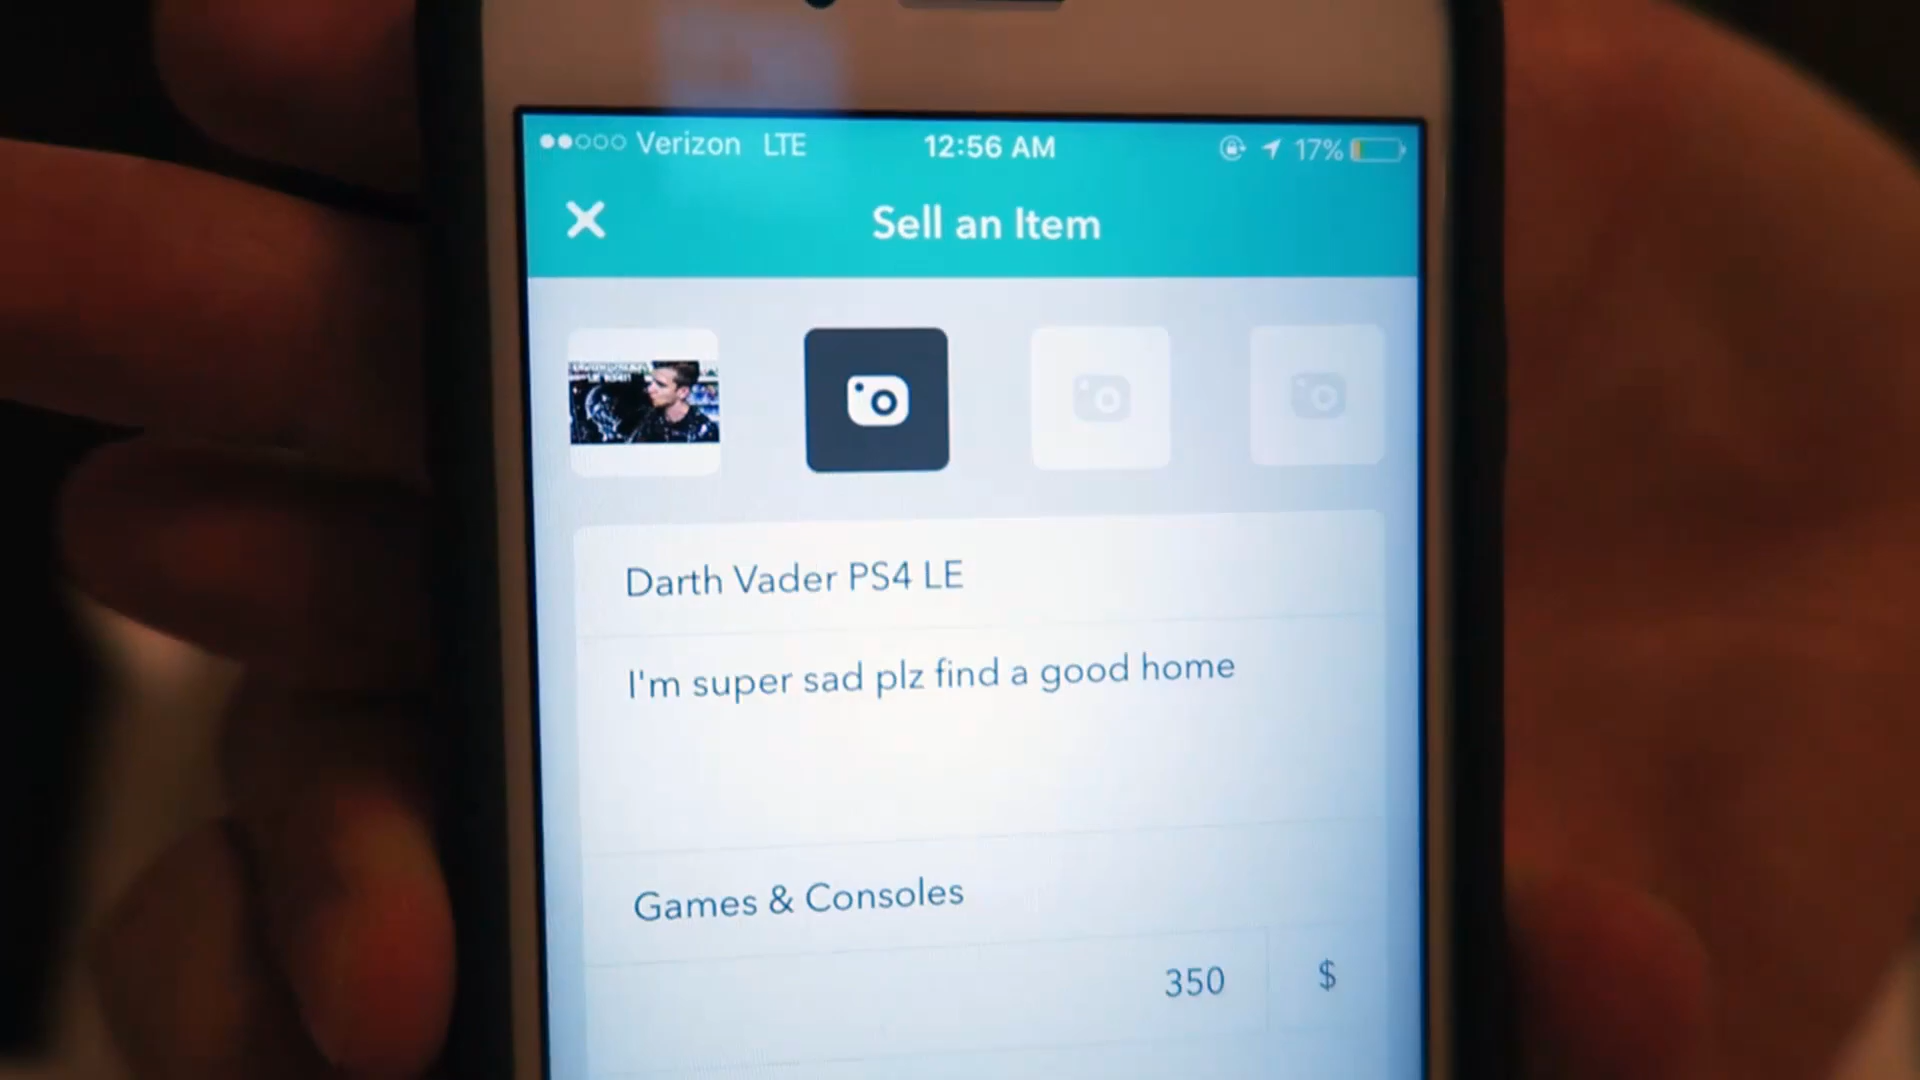 Verizon LTE 12:56 AM 17%
Sell an Item
Darth Vader PS4 LE
I'm super sad plz find a good home
Games & Consoles
350 $